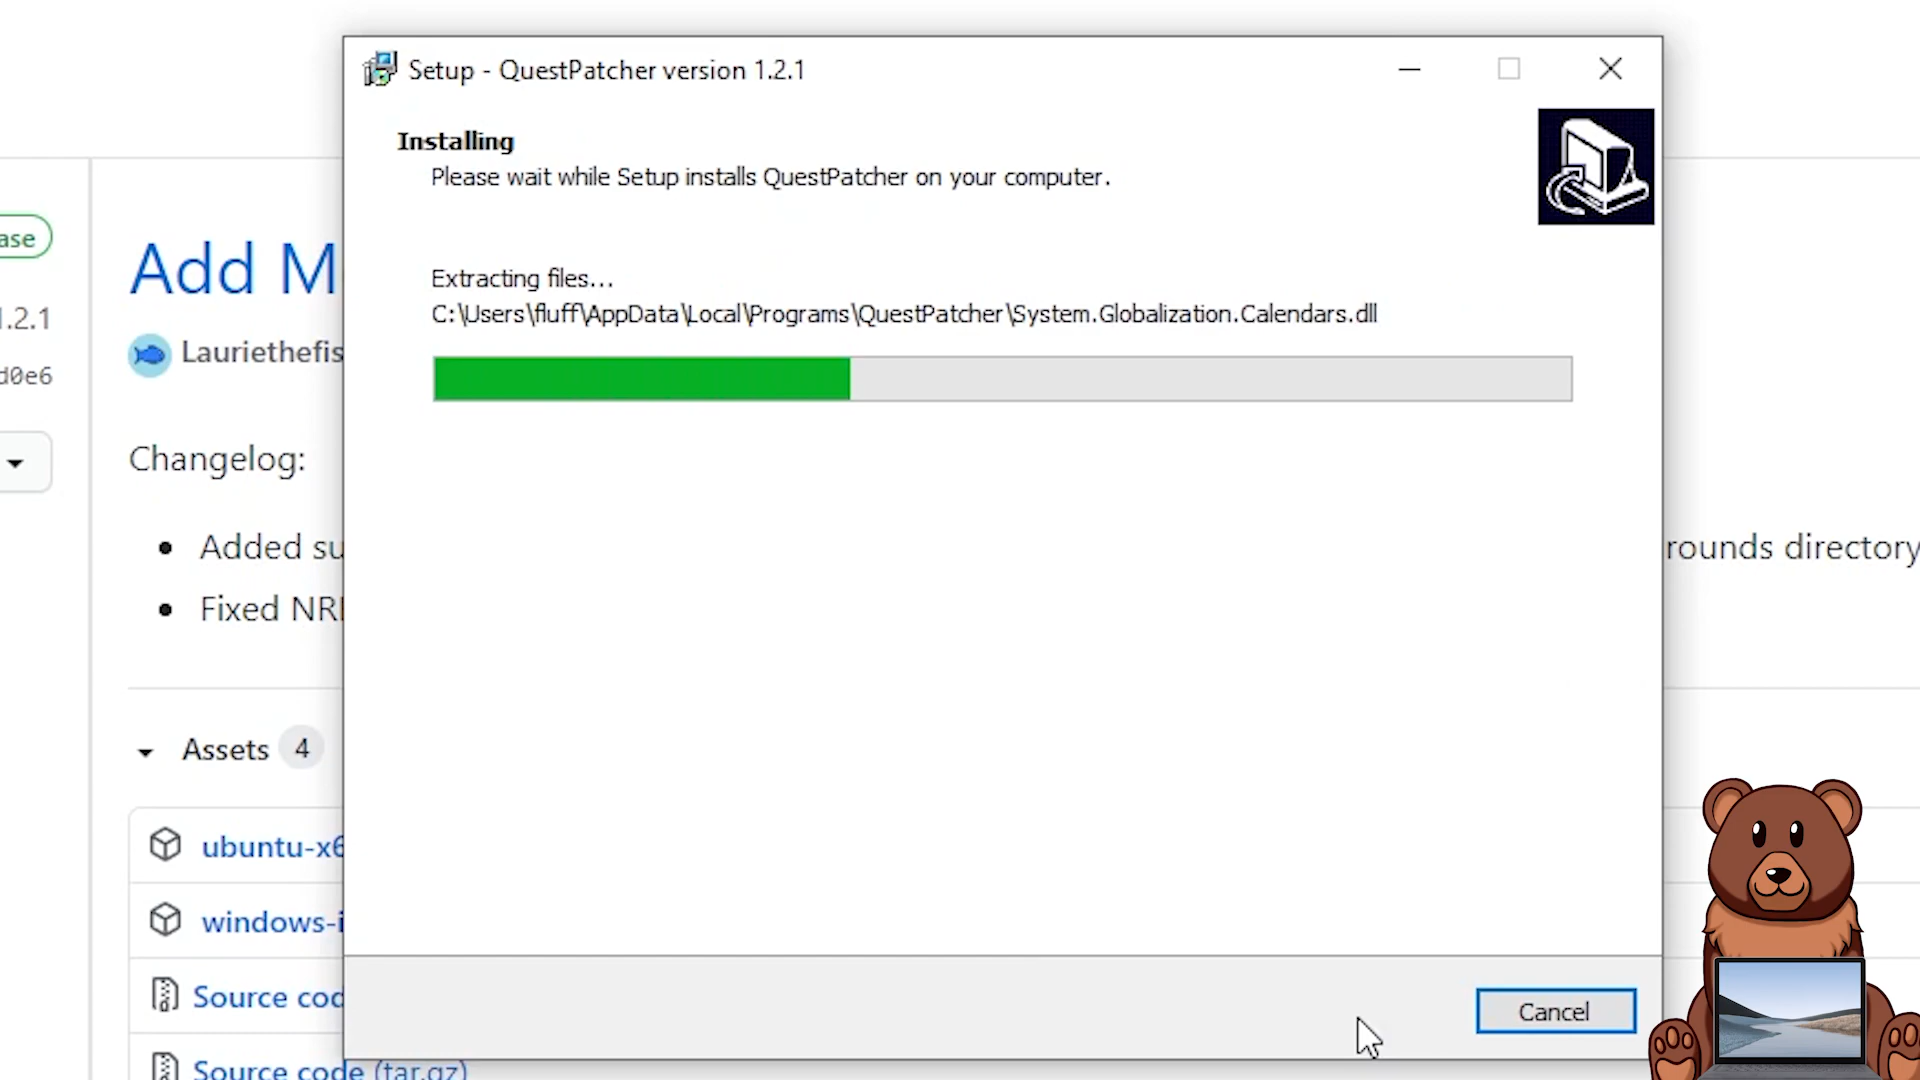 Setup - QuestPatcher version 1.2.1
Installing
Please wait while Setup installs QuestPatcher on your computer.
Extracting files...
C:\Users\fluff\AppData\Local\Programs\QuestPatcher\System.Globalization.Calendars.dll
Cancel
ase
1.2.1
d0e6
Add M
Lauriethefis
Changelog:
Added su
rounds directory
Fixed NR
Assets 4
ubuntu-x6
windows-i
Source cod
Source code (tar.gz)